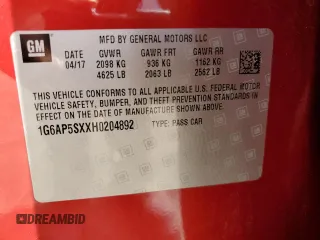 GM
MFD BY GENERAL MOTORS LLC
04/17 GVWR GAWR FRT GAWR RR
2098 KG 936 KG 1162 KG
4625 LB 2063 LB 2562 LB
THIS VEHICLE CONFORMS TO ALL APPLICABLE U.S. FEDERAL MOTOR
VEHICLE SAFETY, BUMPER, AND THEFT PREVENTION STANDARDS
IN EFFECT ON THE DATE OF MANUFACTURE SHOWN ABOVE.
1G6AP5SXXH0204892 TYPE: PASS CAR
DREAMBID